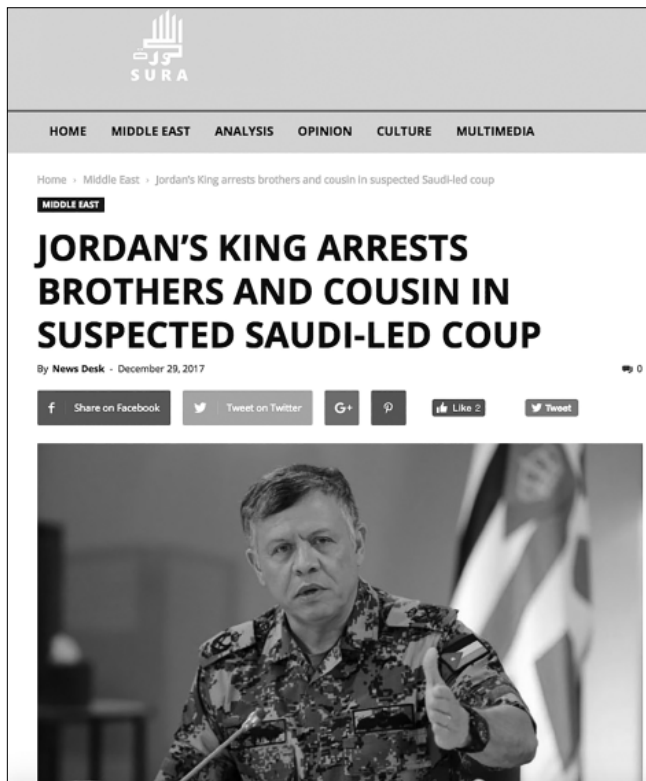 سورة
SURA
HOME MIDDLE EAST ANALYSIS OPINION CULTURE MULTIMEDIA
Home › Middle East › Jordan's King arrests brothers and cousin in suspected Saudi-led coup
MIDDLE EAST
JORDAN'S KING ARRESTS
BROTHERS AND COUSIN IN
SUSPECTED SAUDI-LED COUP
By News Desk - December 29, 2017 0
f Share on Facebook Tweet on Twitter G+ Like 2 Tweet